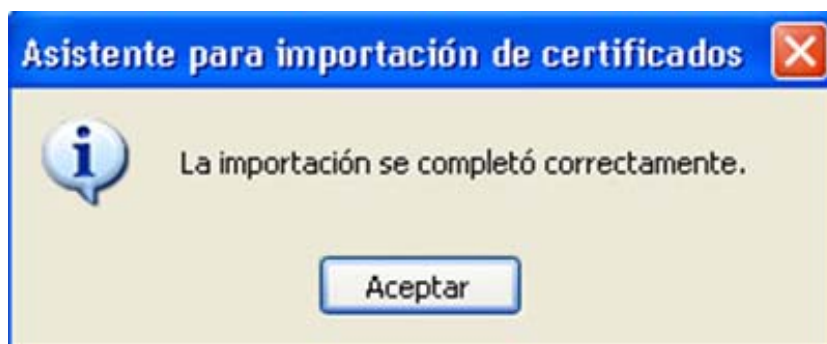 Asistente para importación de certificados
La importación se completó correctamente.
Aceptar